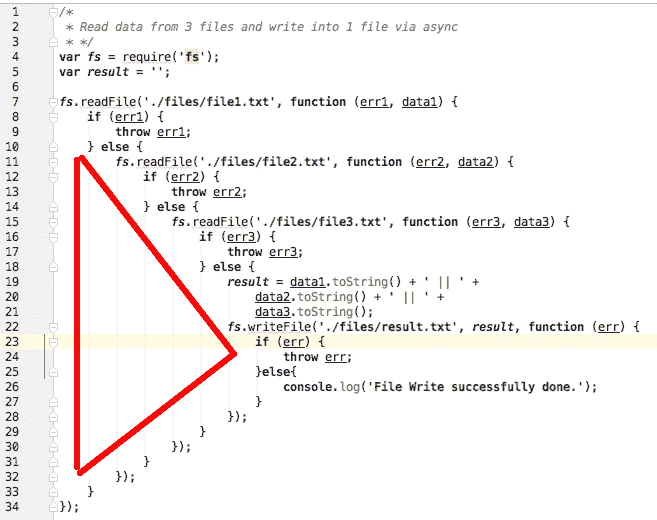 1 /*
2  * Read data from 3 files and write into 1 file via async
3  * */
4 var fs = require('fs');
5 var result = '';
6
7 fs.readFile('./files/file1.txt', function (err1, data1) {
8     if (err1) {
9         throw err1;
10     } else {
11         fs.readFile('./files/file2.txt', function (err2, data2) {
12             if (err2) {
13                 throw err2;
14             } else {
15                 fs.readFile('./files/file3.txt', function (err3, data3) {
16                     if (err3) {
17                         throw err3;
18                     } else {
19                         result = data1.toString() + ' || ' +
20                             data2.toString() + ' || ' +
21                             data3.toString();
22                         fs.writeFile('./files/result.txt', result, function (err) {
23                             if (err) {
24                                 throw err;
25                             }else{
26                                 console.log('File Write successfully done.');
27                             }
28                         });
29                     }
30                 });
31             }
32         });
33     }
34 });